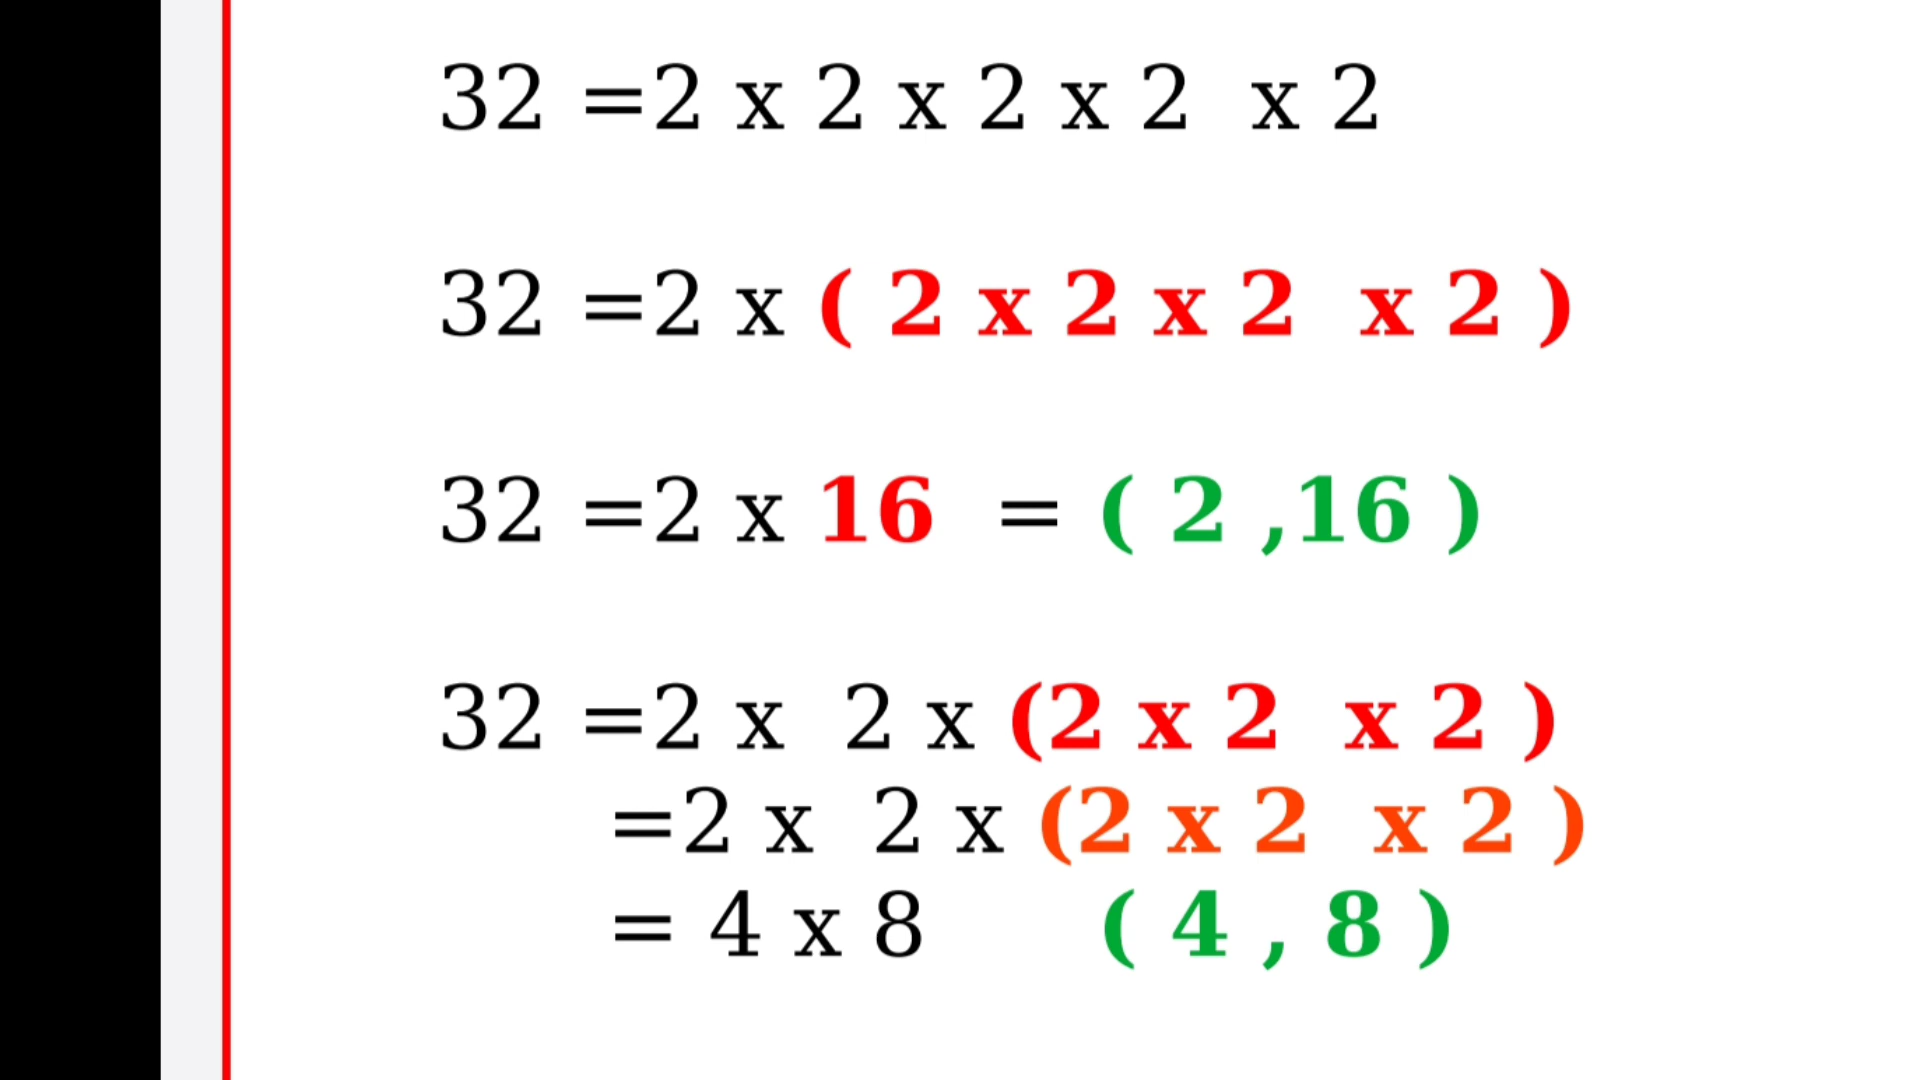 32 =2 x 2 x 2 x 2 x 2
32 =2 x ( 2 x 2 x 2 x 2 )
32 =2 x 16 = ( 2 ,16 )
32 =2 x 2 x (2 x 2 x 2 )
=2 x 2 x (2 x 2 x 2 )
= 4 x 8 ( 4 , 8 )